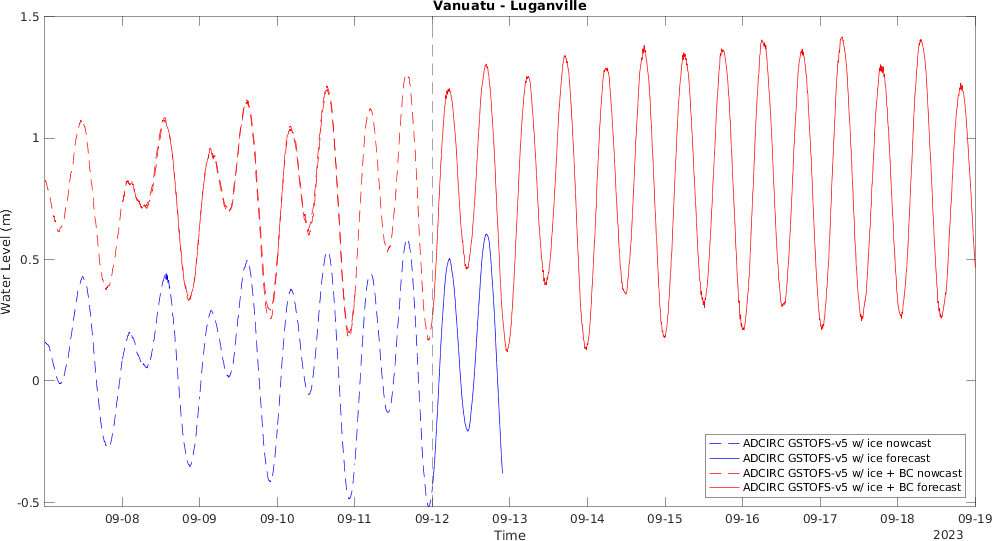 Vanuatu - Luganville
1.5
1
0.5
0
-0.5
Water Level (m)
09-08 09-09 09-10 09-11 09-12 09-13 09-14 09-15 09-16 09-17 09-18 09-19
Time
2023
ADCIRC GSTOFS-v5 w/ ice nowcast
ADCIRC GSTOFS-v5 w/ ice forecast
ADCIRC GSTOFS-v5 w/ ice + BC nowcast
ADCIRC GSTOFS-v5 w/ ice + BC forecast